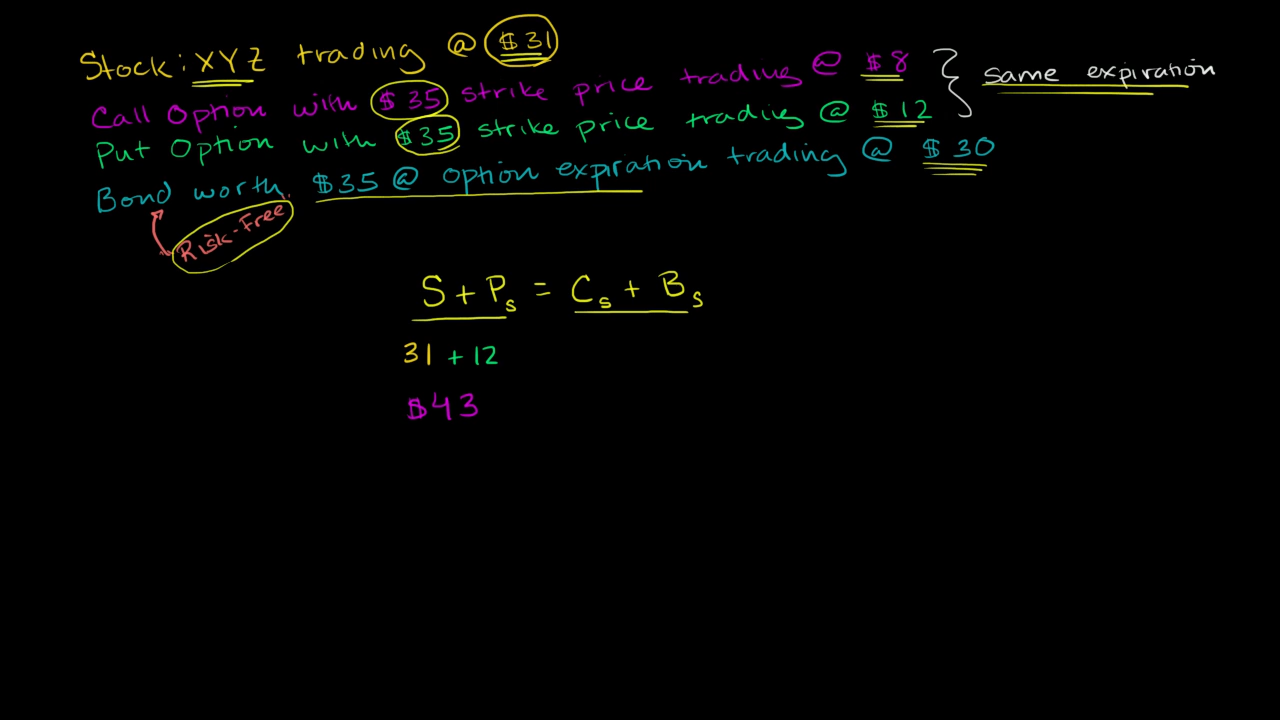 Stock: XYZ trading @ $31
Call Option with $35 strike price trading @ $8
same expiration
Put Option with $35 strike price trading @ $12
Bond worth $35 @ option expiration trading @ $30
Risk-Free
S + Ps = Cs + Bs
31 + 12
$43